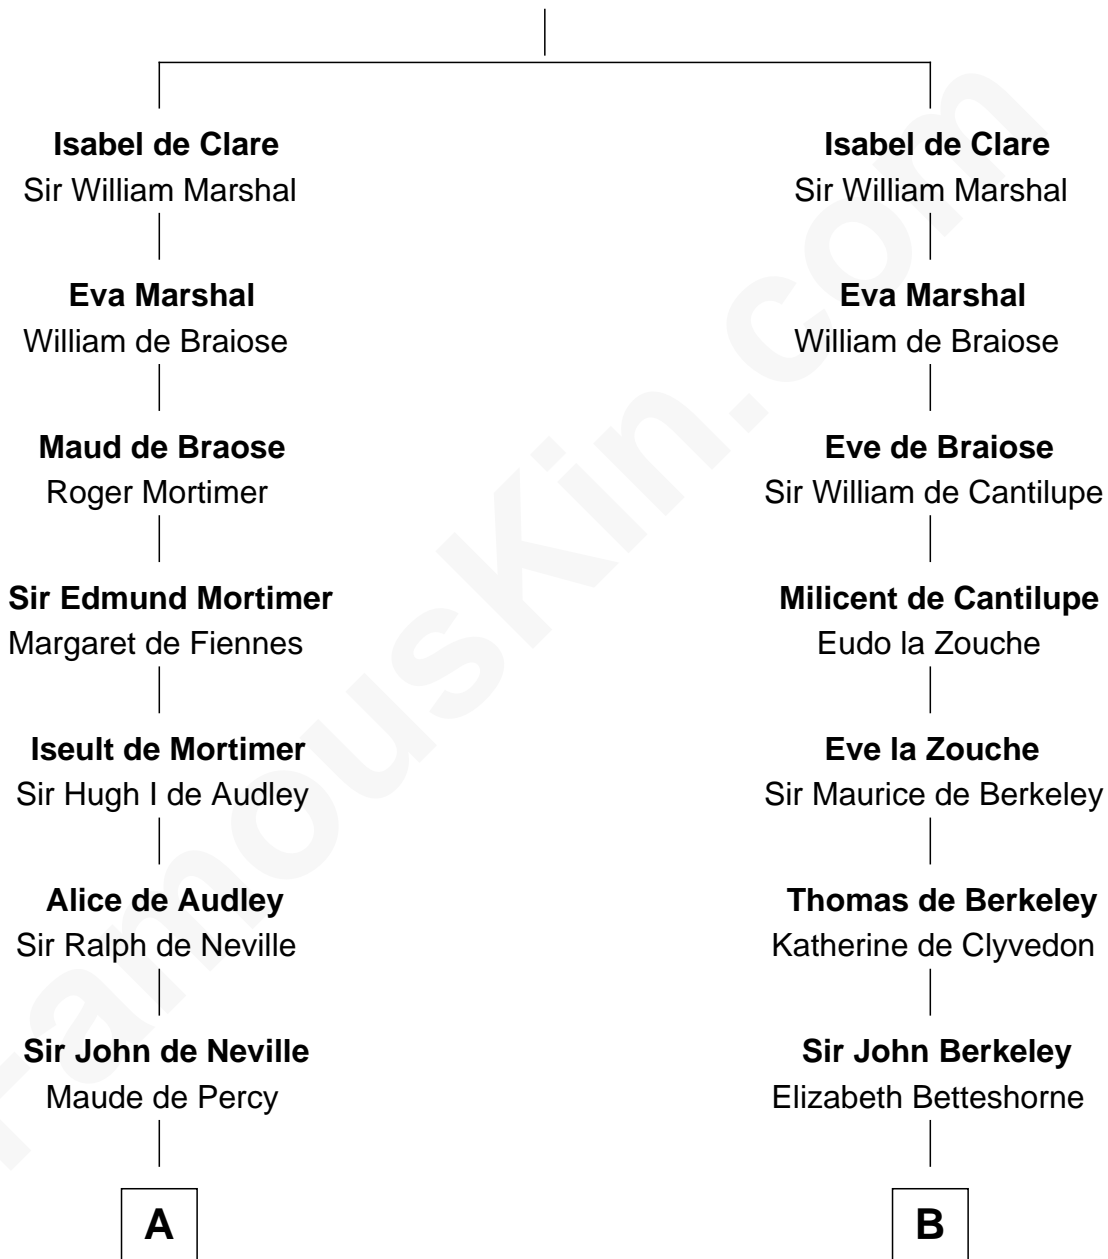 Isabel de Clare
Sir William Marshal
Eva Marshal
William de Braiose
Maud de Braose
Roger Mortimer
Sir Edmund Mortimer
Margaret de Fiennes
Iseult de Mortimer
Sir Hugh I de Audley
Alice de Audley
Sir Ralph de Neville
Sir John de Neville
Maude de Percy
A
Isabel de Clare
Sir William Marshal
Eva Marshal
William de Braiose
Eve de Braiose
Sir William de Cantilupe
Milicent de Cantilupe
Eudo la Zouche
Eve la Zouche
Sir Maurice de Berkeley
Thomas de Berkeley
Katherine de Clyvedon
Sir John Berkeley
Elizabeth Betteshorne
B
FamousKin.com